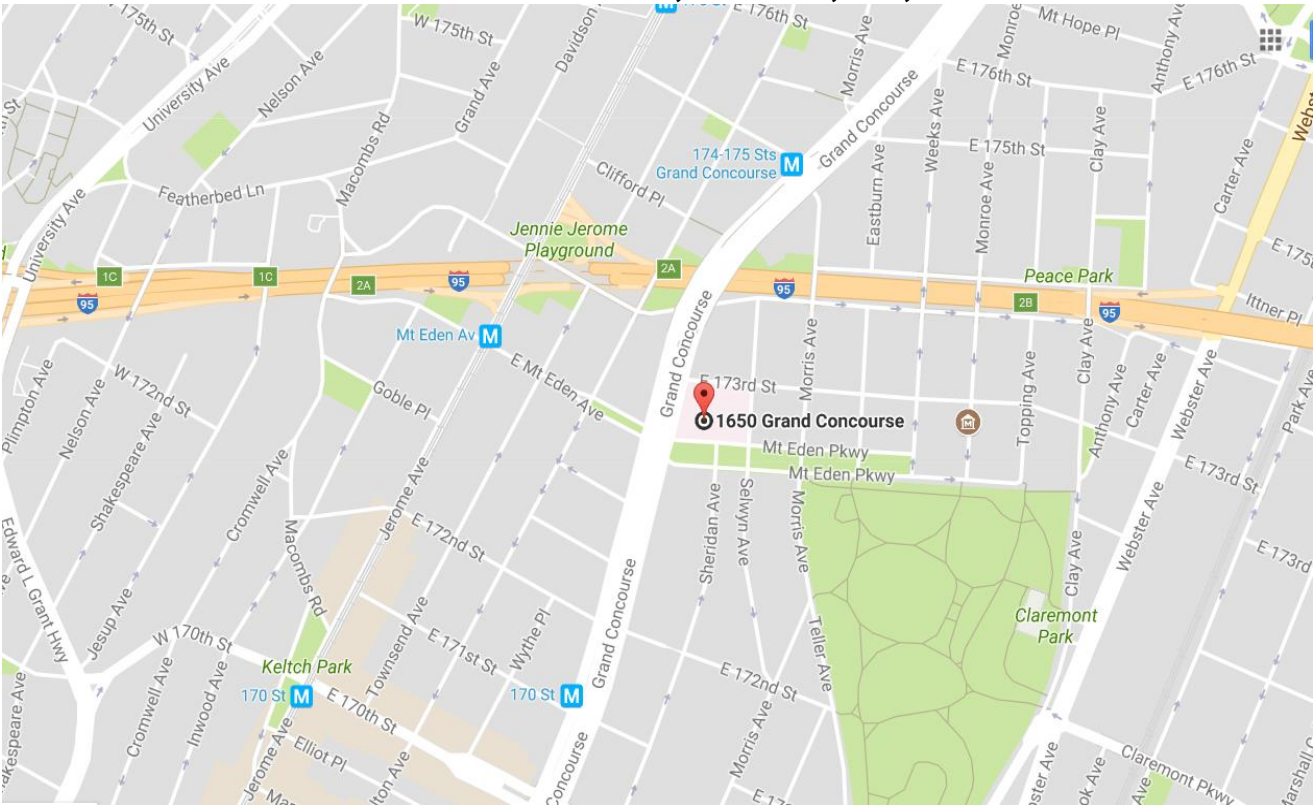 W 175th St
W 175th St
Davidson
E 176th St
Morris Ave
Monroe
Mt Hope Pl
Anthony Ave
E 176th St
E 176th St
University Ave
Nelson Ave
Grand Ave
Macombs Rd
Grand Concourse
174-175 Sts
Grand Concourse
M
Weeks Ave
E 175th St
Clay Ave
Carter Ave
Featherbed Ln
Clifford Pl
Eastburn Ave
Monroe Ave
University Ave
Jennie Jerome
Playground
1C
1C
2A
95
95
2A
95
Peace Park
2B
95
Ittner Pl
Mt Eden Av
M
Grand Concourse
Morris Ave
E Mt Eden Ave
Plimpton Ave
W 172nd St
Nelson Ave
Goble Pl
E 173rd St
1650 Grand Concourse
Topping Ave
Clay Ave
Anthony Ave
Carter Ave
Webster Ave
Park Ave
Mt Eden Pkwy
Mt Eden Pkwy
E 173rd St
Shakespeare Ave
Cromwell Ave
Jerome Ave
E 172nd St
Sheridan Ave
Selwyn Ave
Morris Ave
Webster Ave
Clay Ave
E 173rd
Edward L Grant Hwy
Macombs Rd
Jesup Ave
W 170th St
Townsend Ave
E 171st St
Wythe Pl
Grand Concourse
Teller Ave
Claremont
Park
Keltch Park
170 St
M
170 St
M
E 172nd St
Cromwell Ave
Inwood Ave
E 170th St
Elliot Pl
Jerome Ave
Morris Ave
Claremont Pkwy